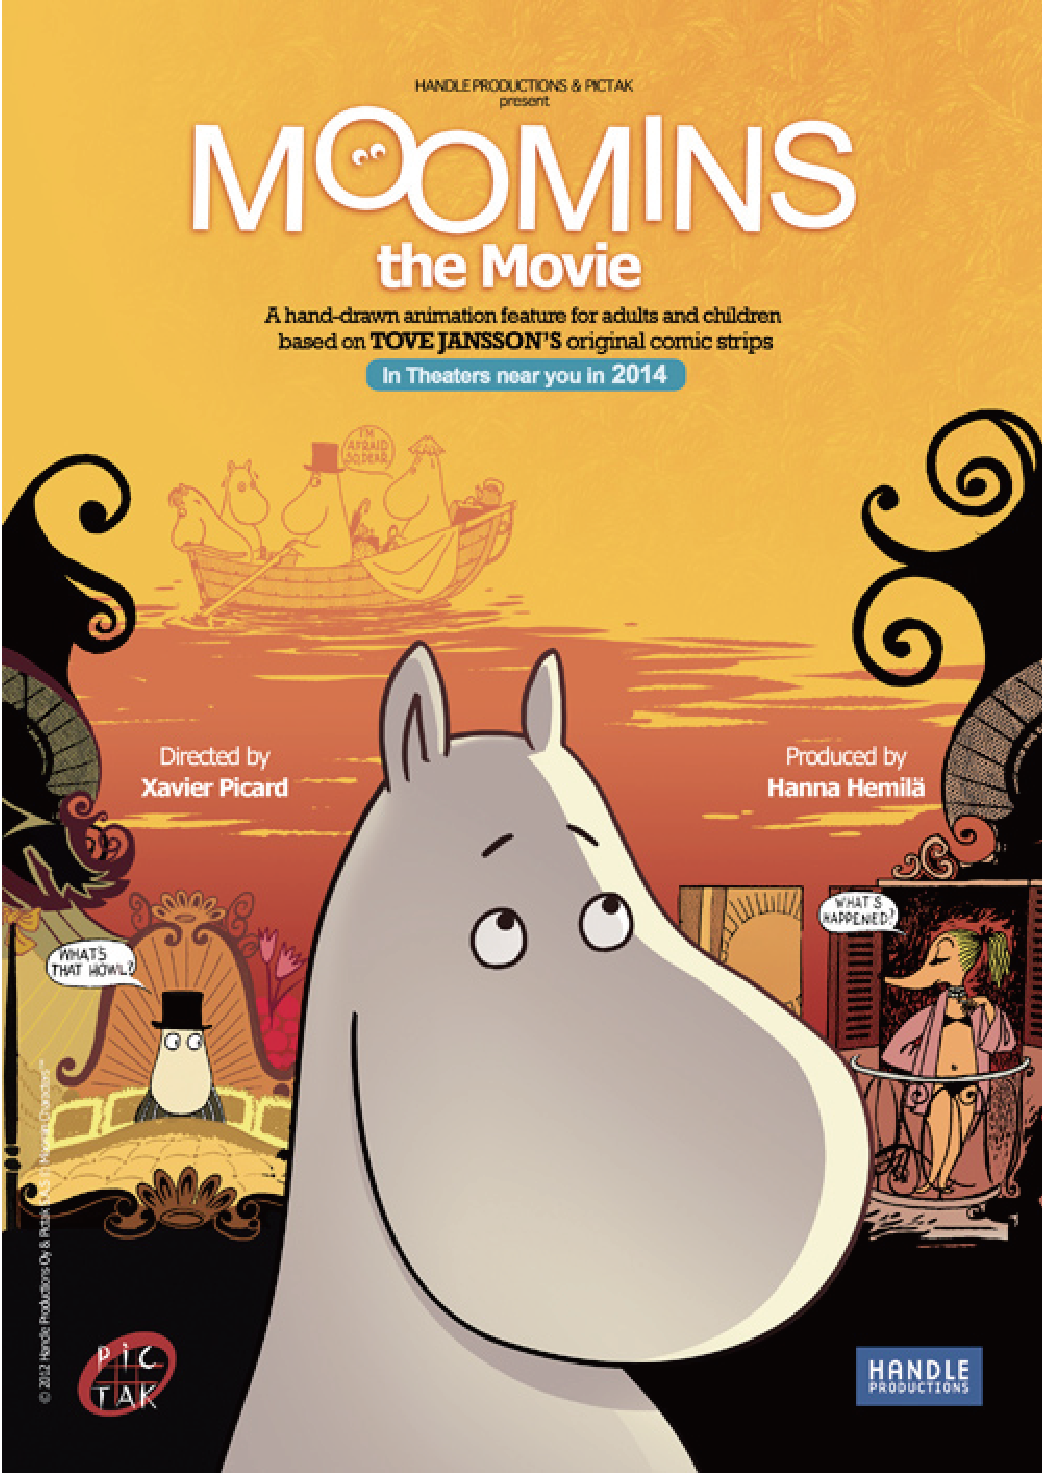 HANDLE PRODUCTIONS & PICTAK
present
MOOMINS
the Movie
A hand-drawn animation feature for adults and children
based on TOVE JANSSON'S original comic strips
In Theaters near you in 2014
I'M
AFRAID
SO, DEAR
Directed by
Xavier Picard
Produced by
Hanna Hemilä
WHAT'S
THAT HOWL?
WHAT'S
HAPPENED?
© 2012 Handle Productions Oy & Pictak Moomin Characters™
PiC
TAK
HANDLE
PRODUCTIONS